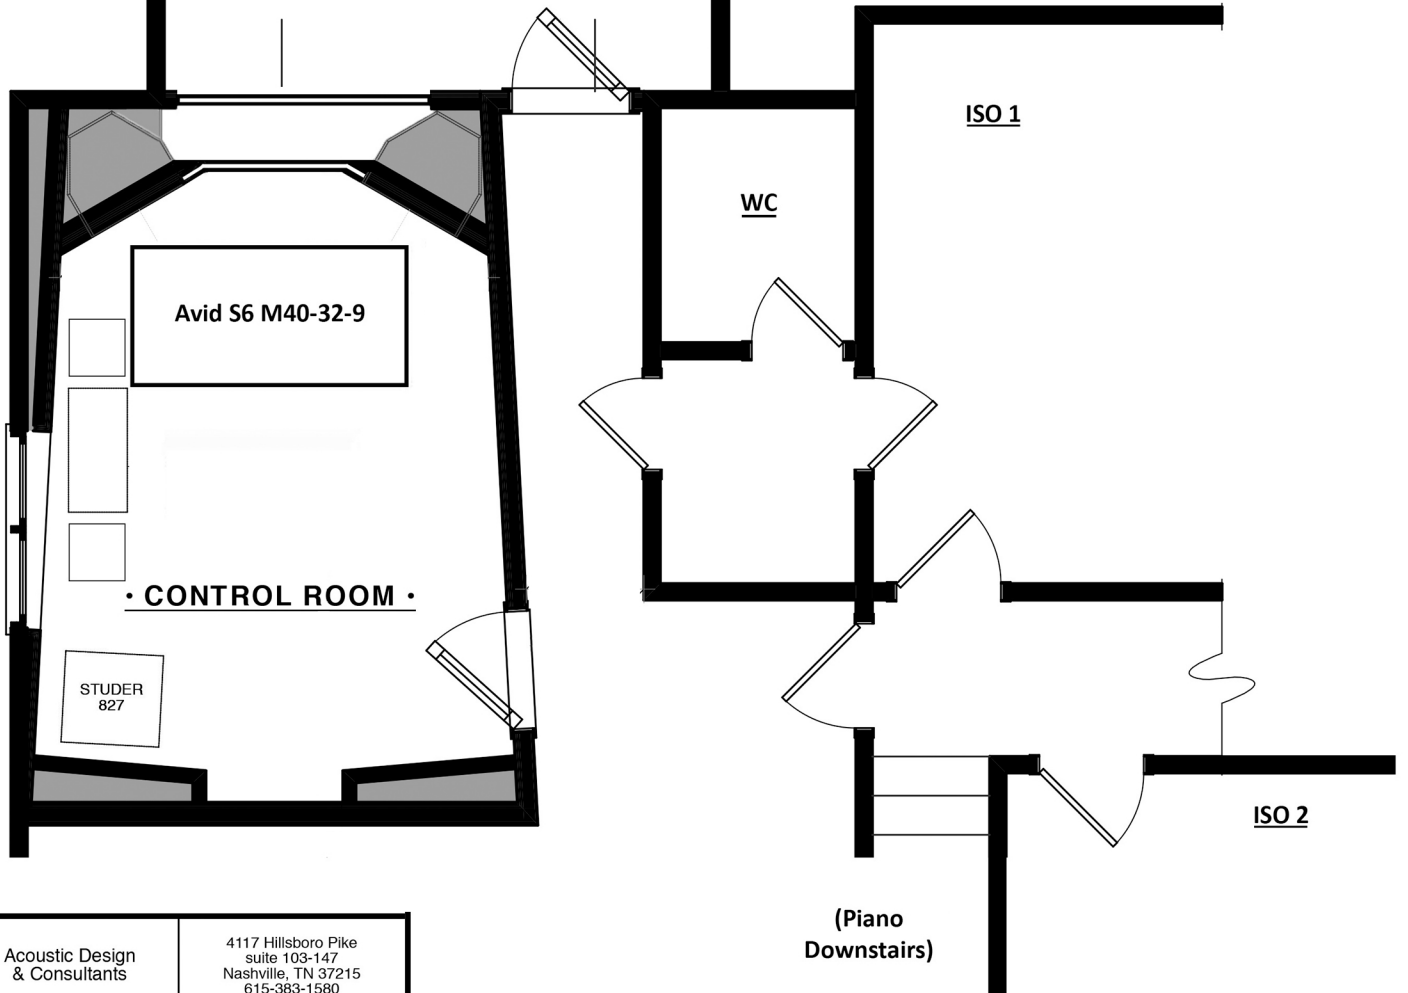 ISO 1
WC
Avid S6 M40-32-9
• CONTROL ROOM •
STUDER
827
ISO 2
(Piano
Downstairs)
Acoustic Design
& Consultants
4117 Hillsboro Pike
suite 103-147
Nashville, TN 37215
615-383-1580